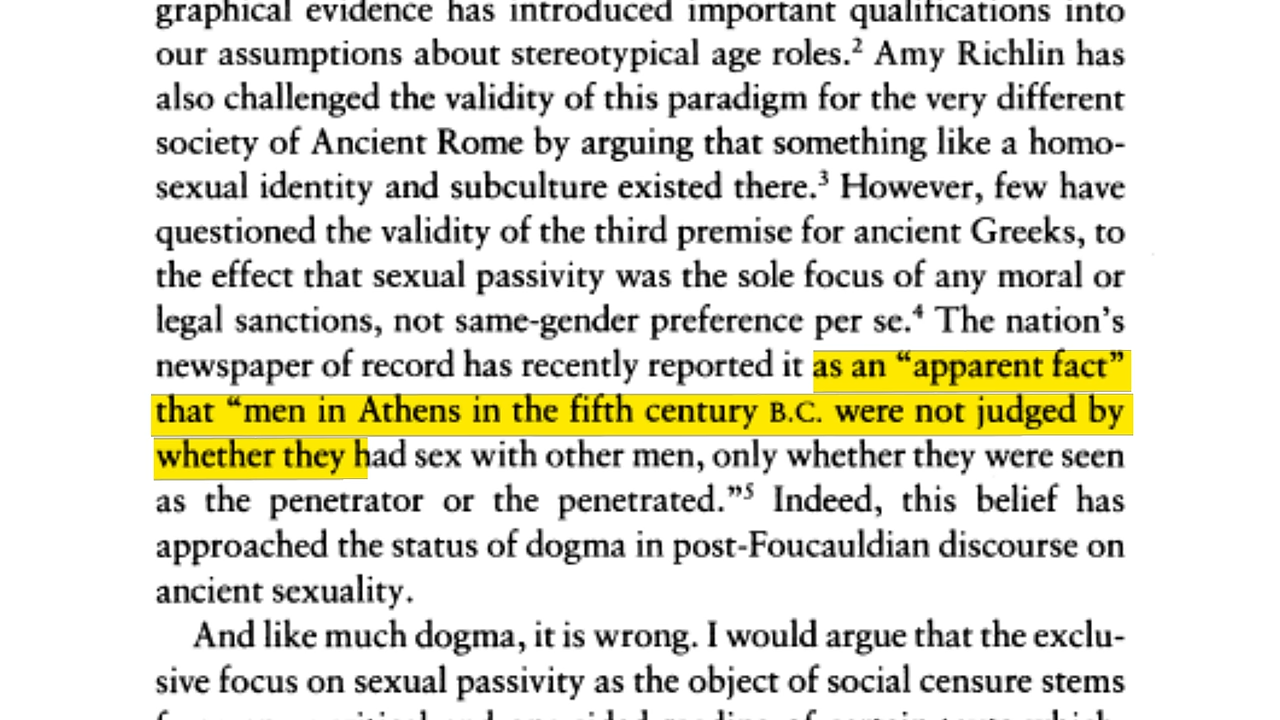 graphical evidence has introduced important qualifications into
our assumptions about stereotypical age roles.² Amy Richlin has
also challenged the validity of this paradigm for the very different
society of Ancient Rome by arguing that something like a homo-
sexual identity and subculture existed there.³ However, few have
questioned the validity of the third premise for ancient Greeks, to
the effect that sexual passivity was the sole focus of any moral or
legal sanctions, not same-gender preference per se.⁴ The nation’s
newspaper of record has recently reported it as an “apparent fact”
that “men in Athens in the fifth century B.C. were not judged by
whether they had sex with other men, only whether they were seen
as the penetrator or the penetrated.”⁵ Indeed, this belief has
approached the status of dogma in post-Foucauldian discourse on
ancient sexuality.
And like much dogma, it is wrong. I would argue that the exclu-
sive focus on sexual passivity as the object of social censure stems